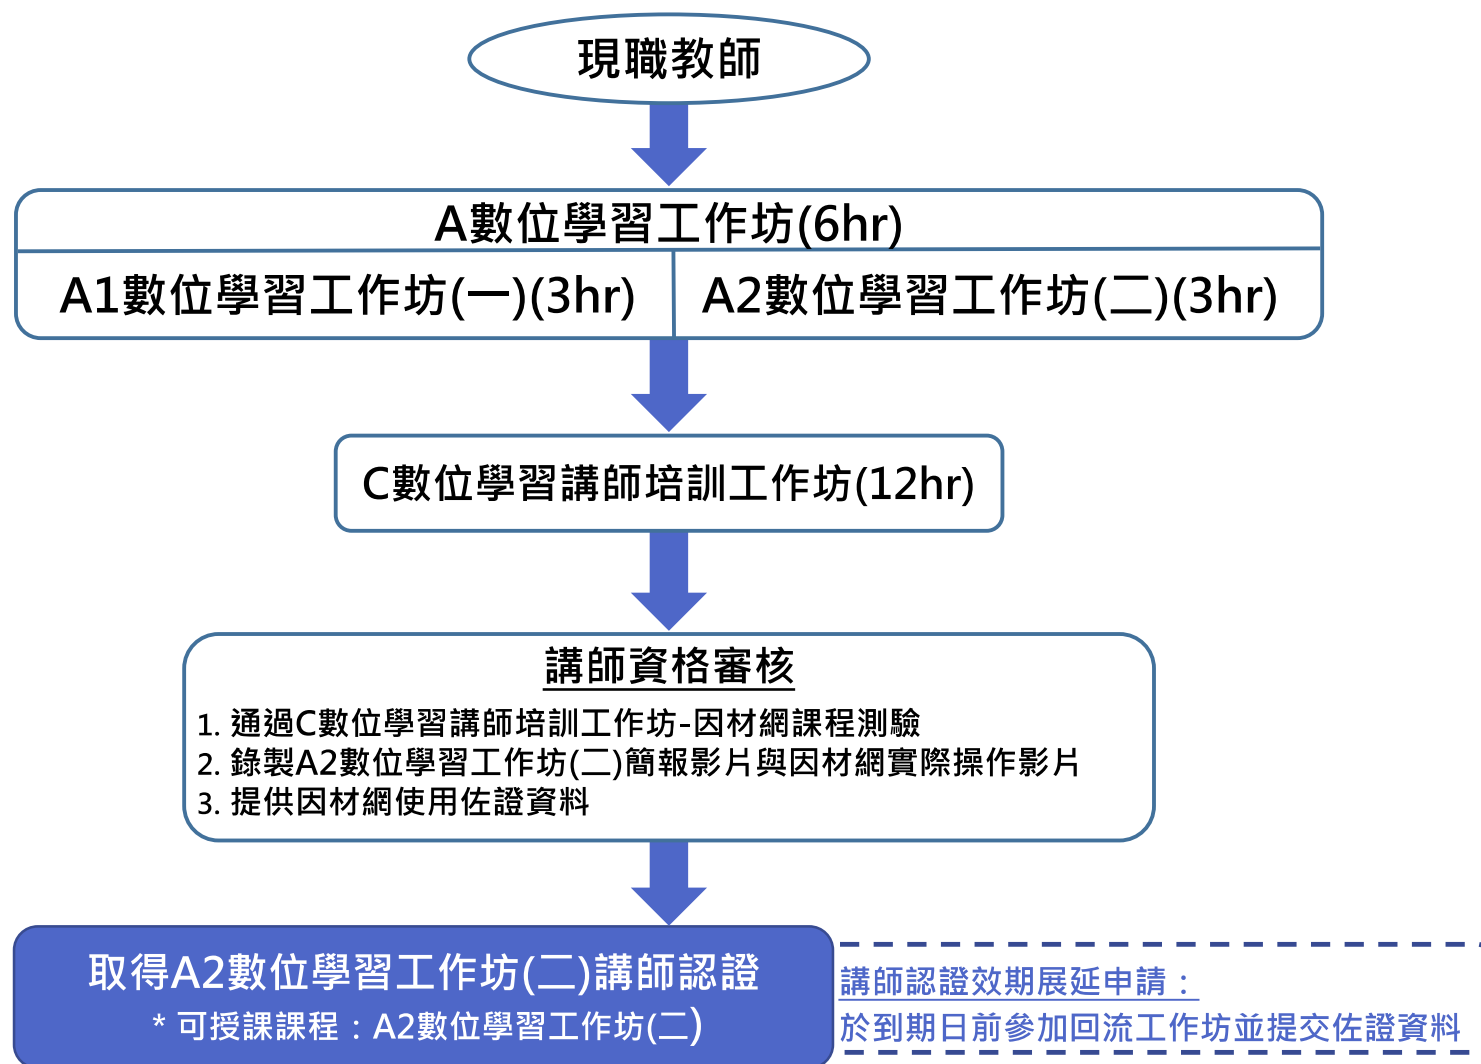 現職教師
A數位學習工作坊(6hr)
A1數位學習工作坊(一)(3hr)
A2數位學習工作坊(二)(3hr)
C數位學習講師培訓工作坊(12hr)
講師資格審核
1. 通過C數位學習講師培訓工作坊-因材網課程測驗
2. 錄製A2數位學習工作坊(二)簡報影片與因材網實際操作影片
3. 提供因材網使用佐證資料
取得A2數位學習工作坊(二)講師認證
* 可授課課程：A2數位學習工作坊(二)
講師認證效期展延申請：
於到期日前參加回流工作坊並提交佐證資料